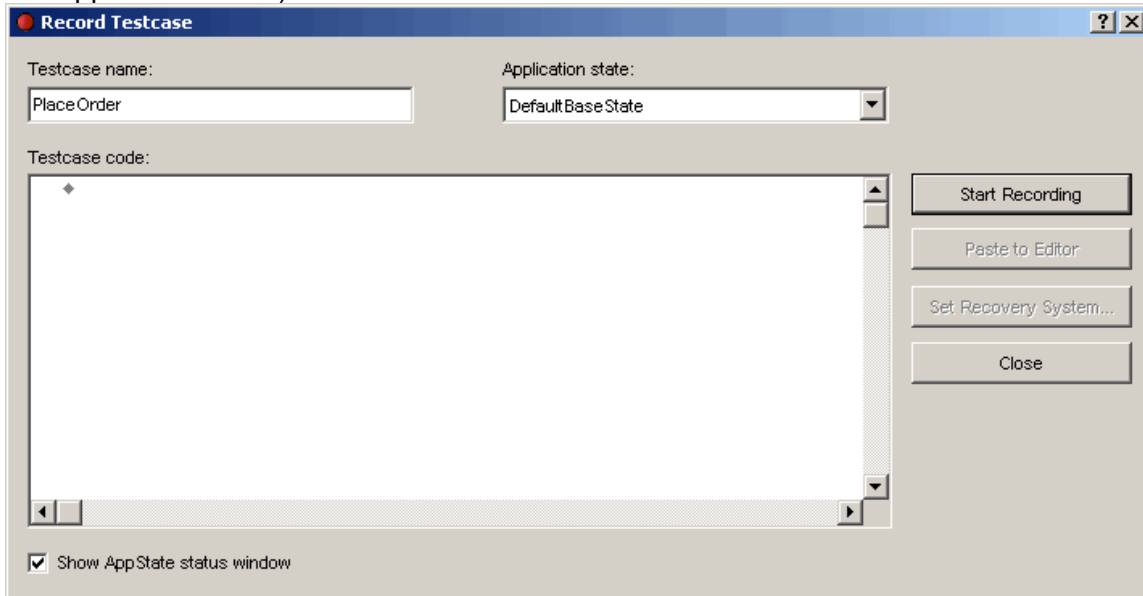 Record Testcase
Testcase name:
Application state:
PlaceOrder
DefaultBaseState
Testcase code:
Start Recording
Paste to Editor
Set Recovery System...
Close
Show AppState status window